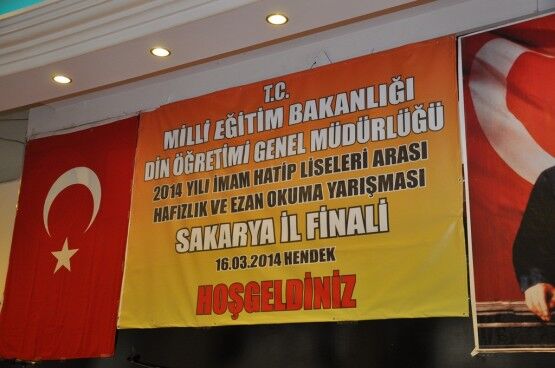 T.C.
MİLLİ EĞİTİM BAKANLIĞI
DİN ÖĞRETİMİ GENEL MÜDÜRLÜĞÜ
2014 YILI İMAM HATİP LİSELERİ ARASI
HAFIZLIK VE EZAN OKUMA YARIŞMASI
SAKARYA İL FİNALİ
16.03.2014 HENDEK
HOŞGELDİNİZ